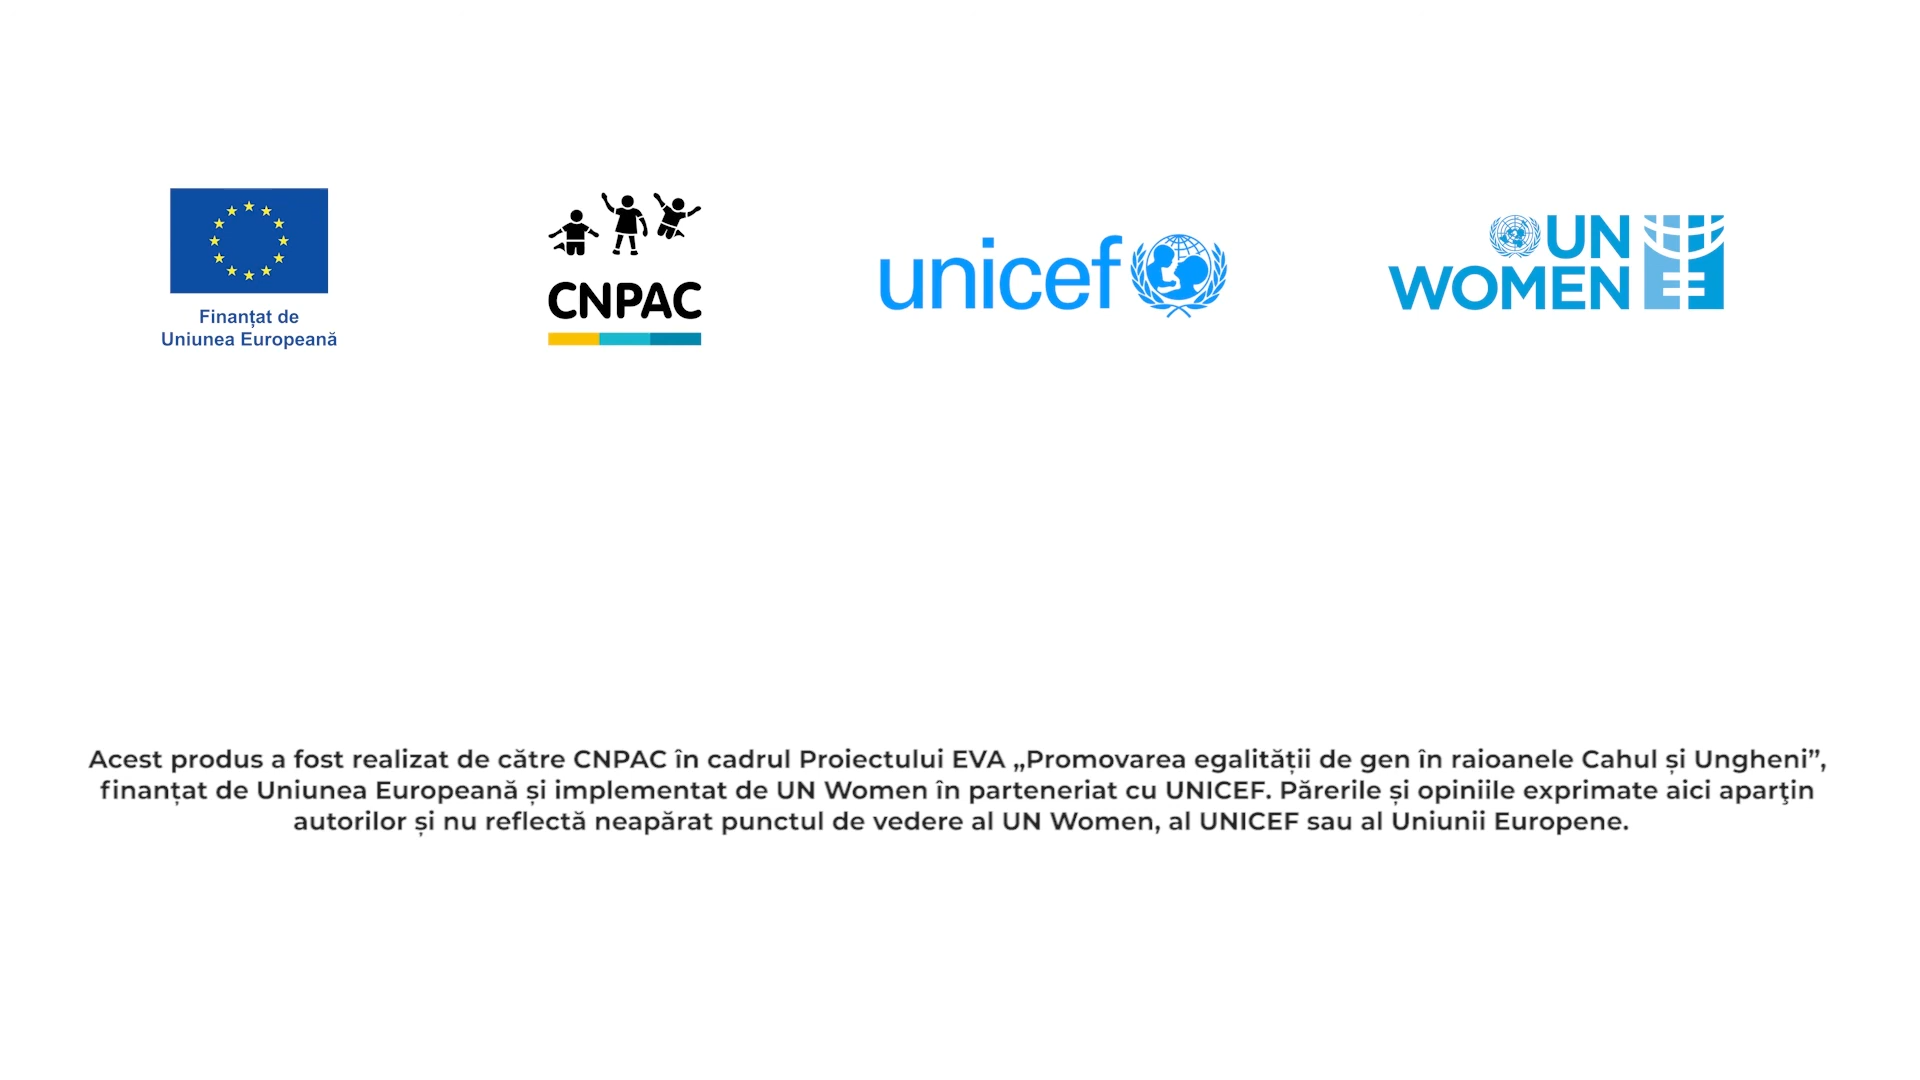 Finanțat de
Uniunea Europeană
CNPAC
unicef
UN
WOMEN
Acest produs a fost realizat de către CNPAC în cadrul Proiectului EVA „Promovarea egalității de gen în raioanele Cahul și Ungheni”,
finanțat de Uniunea Europeană și implementat de UN Women în parteneriat cu UNICEF. Părerile și opiniile exprimate aici aparţin
autorilor și nu reflectă neapărat punctul de vedere al UN Women, al UNICEF sau al Uniunii Europene.